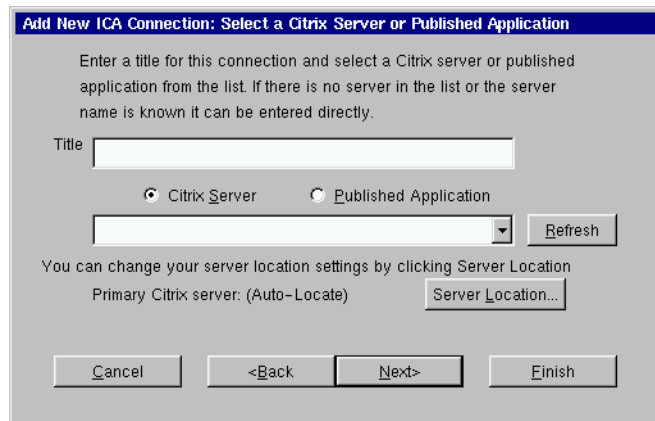 Add New ICA Connection: Select a Citrix Server or Published Application
Enter a title for this connection and select a Citrix server or published
application from the list. If there is no server in the list or the server
name is known it can be entered directly.
Title
Citrix Server Published Application
Refresh
You can change your server location settings by clicking Server Location
Primary Citrix server: (Auto-Locate) Server Location...
Cancel <Back Next> Finish